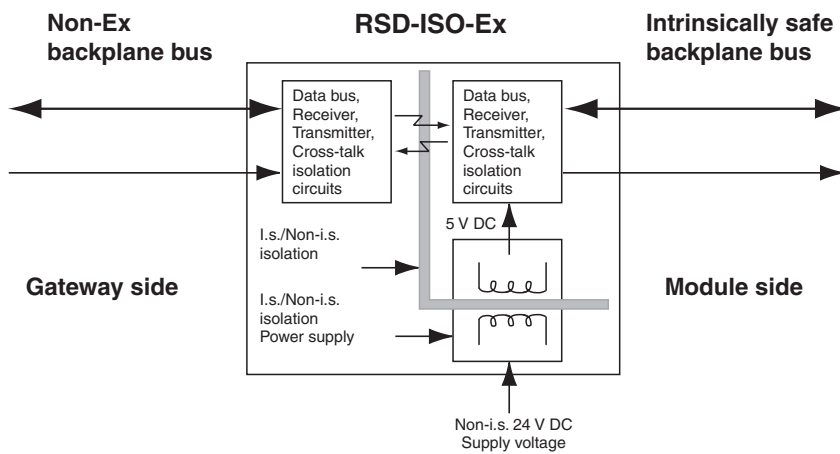 Non-Ex
backplane bus
RSD-ISO-Ex
Intrinsically safe
backplane bus
Data bus,
Receiver,
Transmitter,
Cross-talk
isolation
circuits
Data bus,
Receiver,
Transmitter,
Cross-talk
isolation
circuits
5 V DC
I.s./Non-i.s.
isolation
Gateway side
Module side
I.s./Non-i.s.
isolation
Power supply
Non-i.s. 24 V DC
Supply voltage